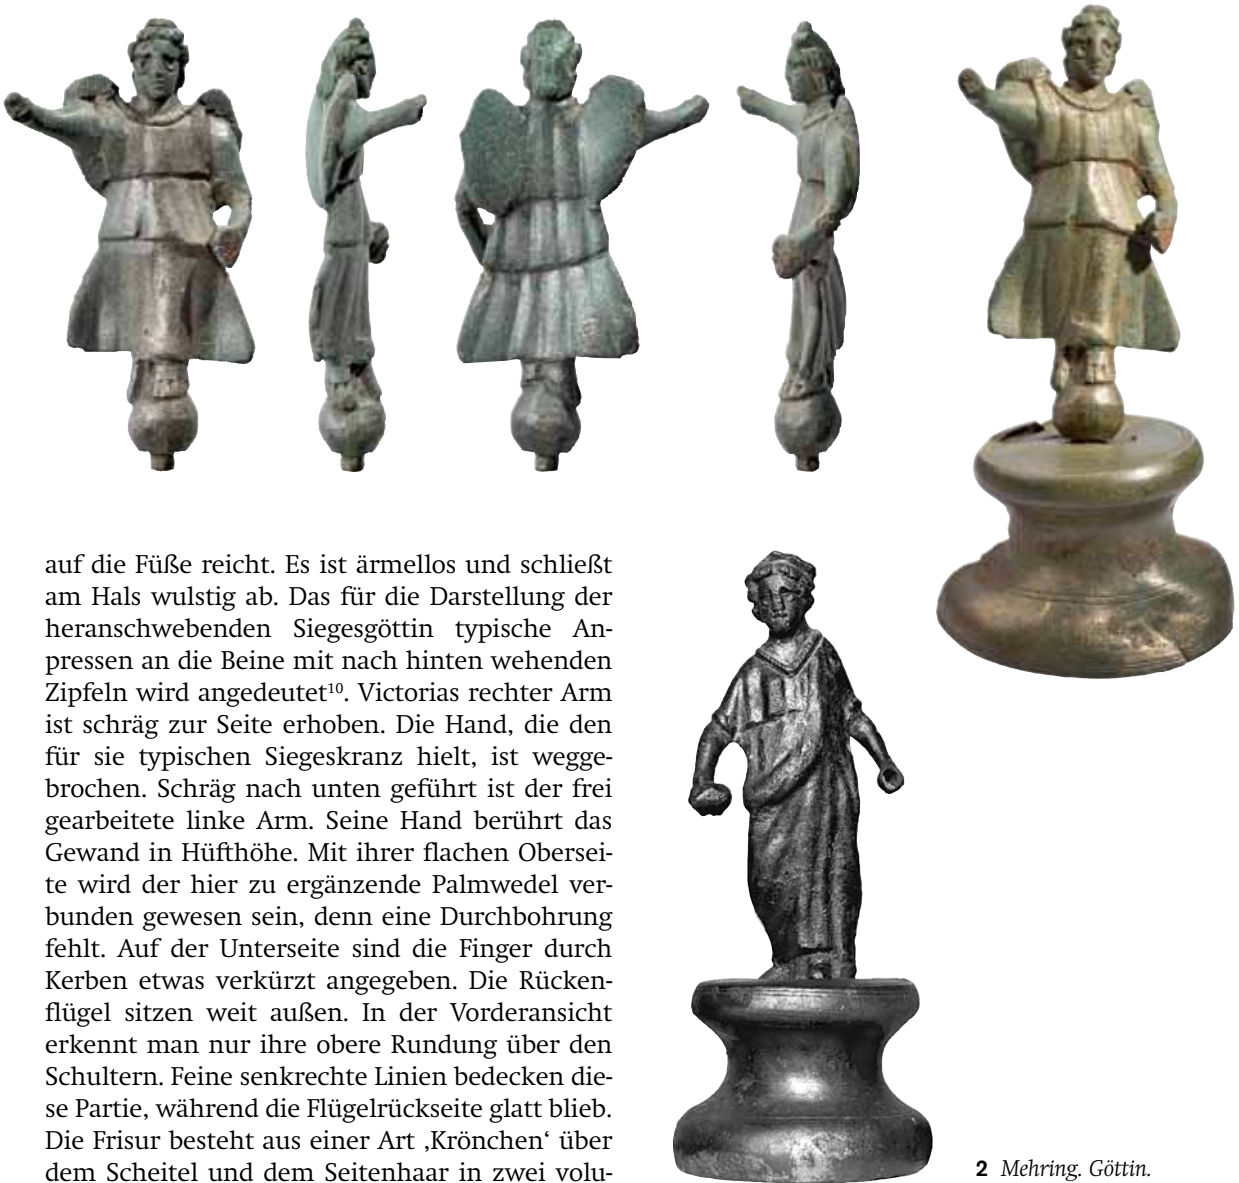 auf die Füße reicht. Es ist ärmellos und schließt
am Hals wulstig ab. Das für die Darstellung der
heranschwebenden Siegesgöttin typische An-
pressen an die Beine mit nach hinten wehenden
Zipfeln wird angedeutet¹⁰. Victorias rechter Arm
ist schräg zur Seite erhoben. Die Hand, die den
für sie typischen Siegeskranz hielt, ist wegge-
brochen. Schräg nach unten geführt ist der frei
gearbeitete linke Arm. Seine Hand berührt das
Gewand in Hüfthöhe. Mit ihrer flachen Obersei-
te wird der hier zu ergänzende Palmwedel ver-
bunden gewesen sein, denn eine Durchbohrung
fehlt. Auf der Unterseite sind die Finger durch
Kerben etwas verkürzt angegeben. Die Rücken-
flügel sitzen weit außen. In der Vorderansicht
erkennt man nur ihre obere Rundung über den
Schultern. Feine senkrechte Linien bedecken die-
se Partie, während die Flügelrückseite glatt blieb.
Die Frisur besteht aus einer Art ‚Krönchen‘ über
dem Scheitel und dem Seitenhaar in zwei volu-
2 Mehring. Göttin.